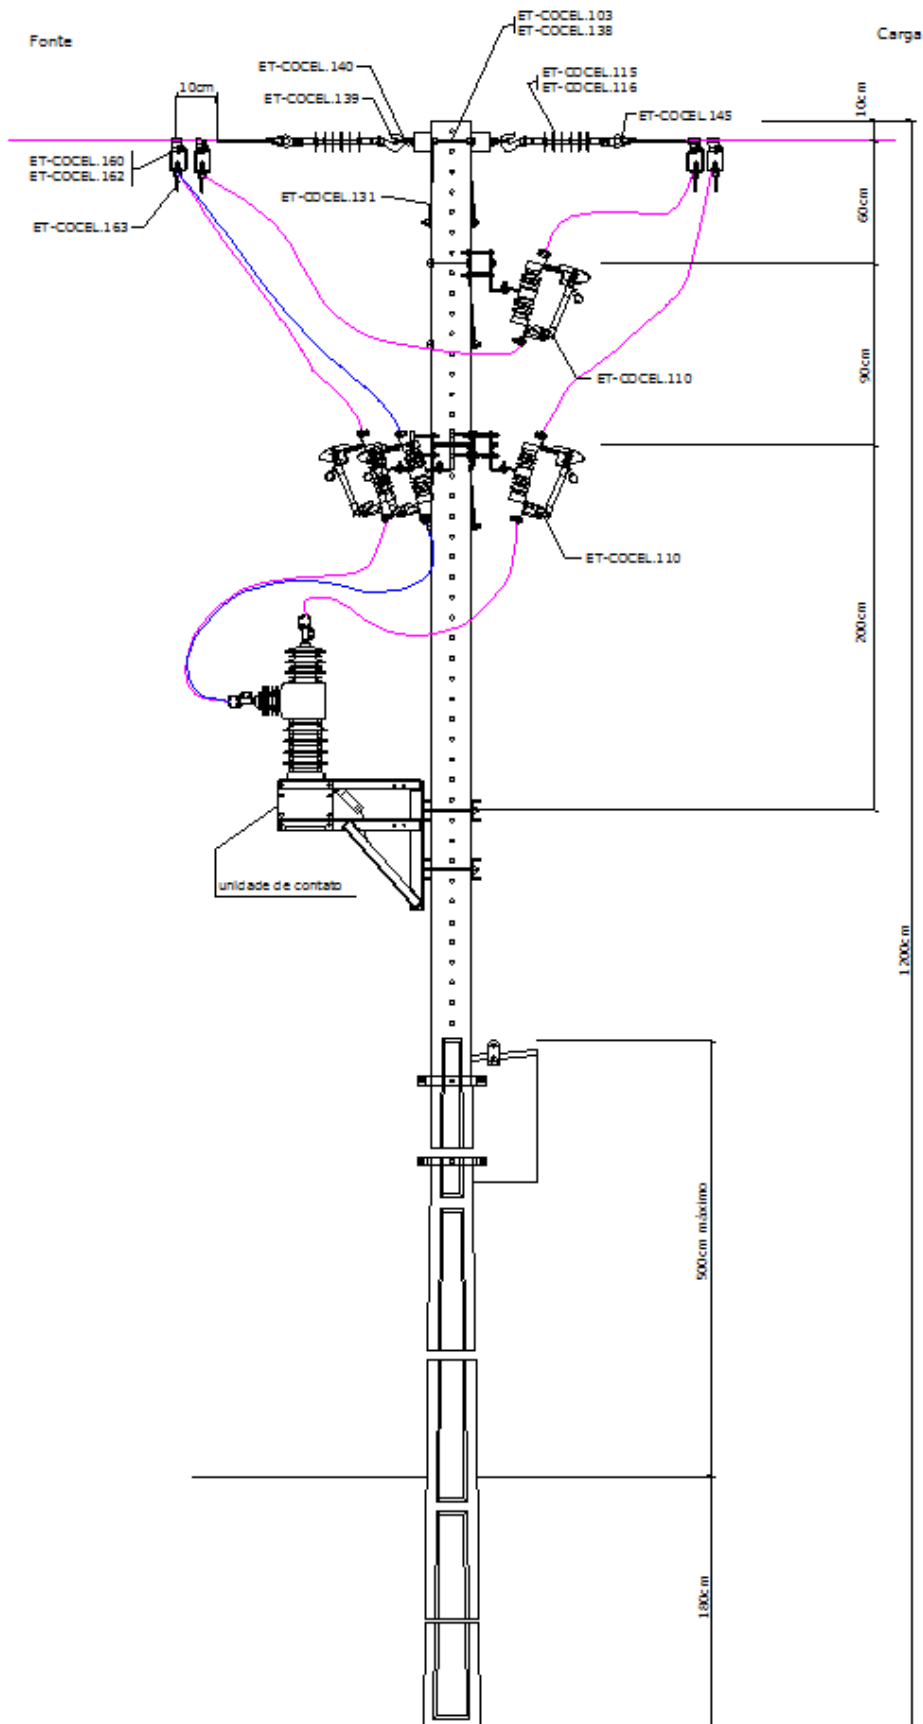 ET-COCEL.103
ET-COCEL.138
Fonte
Carga
ET-COCEL.140
ET-COCEL.115
ET-COCEL.116
10cm
ET-COCEL.139
10cm
ET-COCEL.145
ET-COCEL.160
ET-COCEL.162
ET-COCEL.131
60cm
ET-COCEL.163
90cm
ET-COCEL.110
ET-COCEL.110
200cm
unidade de contato
1200cm
500cm máximo
180cm